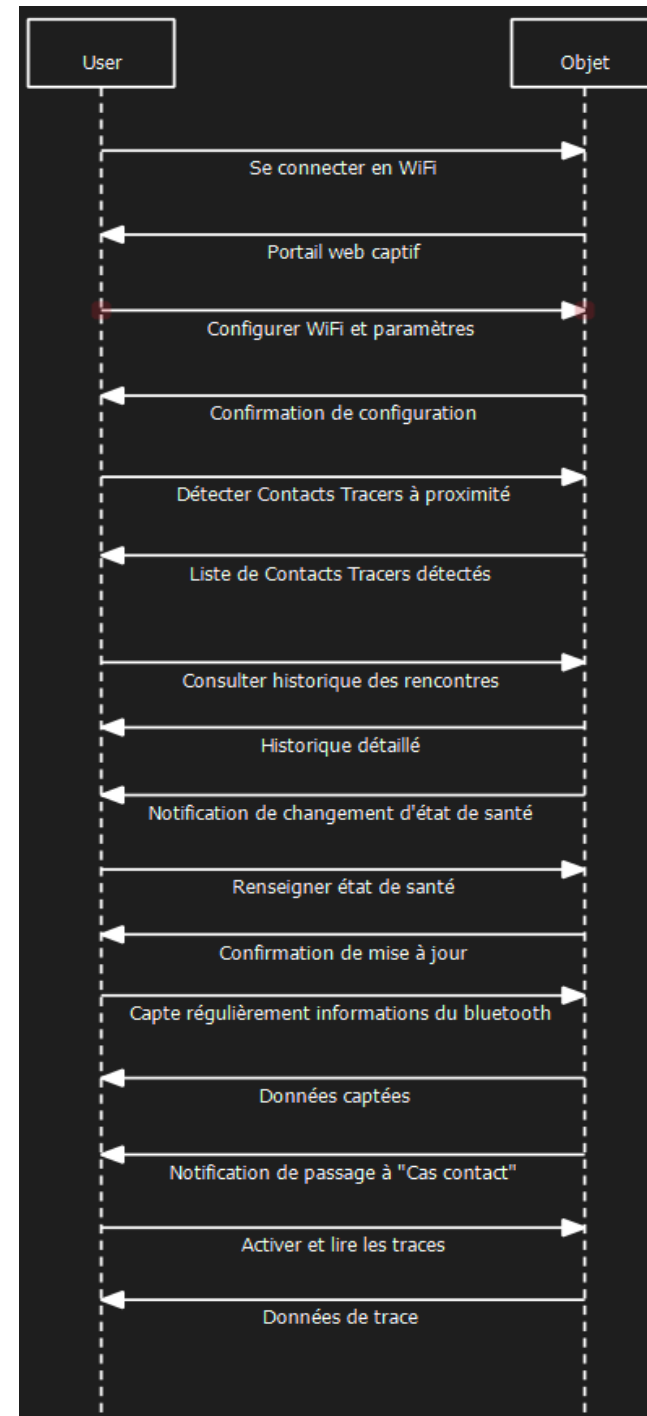 User
Objet
Se connecter en WiFi
Portail web captif
Configurer WiFi et paramètres
Confirmation de configuration
Détecter Contacts Tracers à proximité
Liste de Contacts Tracers détectés
Consulter historique des rencontres
Historique détaillé
Notification de changement d'état de santé
Renseigner état de santé
Confirmation de mise à jour
Capte régulièrement informations du bluetooth
Données captées
Notification de passage à "Cas contact"
Activer et lire les traces
Données de trace